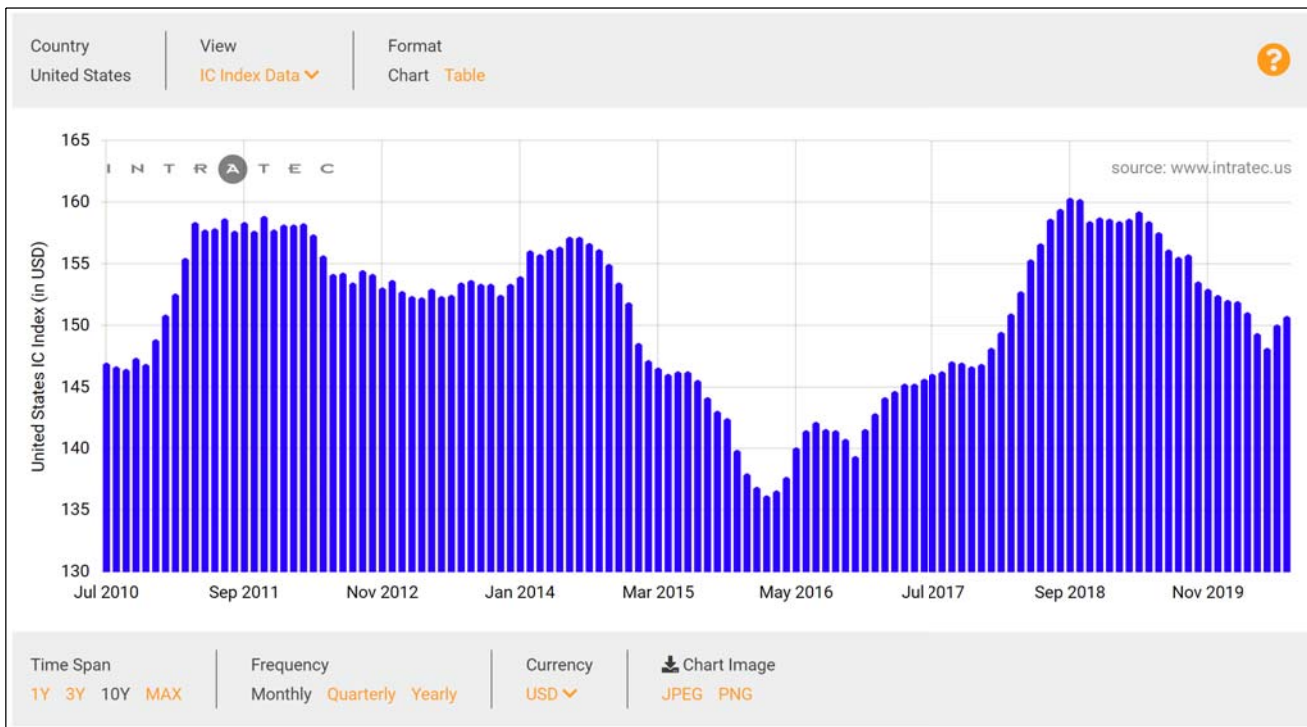 Country
United States
View
IC Index Data
Format
Chart Table
?
165
160
155
150
145
140
135
130
United States IC Index (in USD)
INTRATEC
source: www.intratec.us
Jul 2010 Sep 2011 Nov 2012 Jan 2014 Mar 2015 May 2016 Jul 2017 Sep 2018 Nov 2019
Time Span
1Y 3Y 10Y MAX
Frequency
Monthly Quarterly Yearly
Currency
USD
Chart Image
JPEG PNG